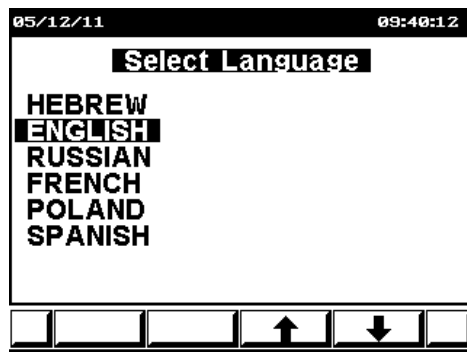 05/12/11 09:40:12
Select Language
HEBREW
ENGLISH
RUSSIAN
FRENCH
POLAND
SPANISH